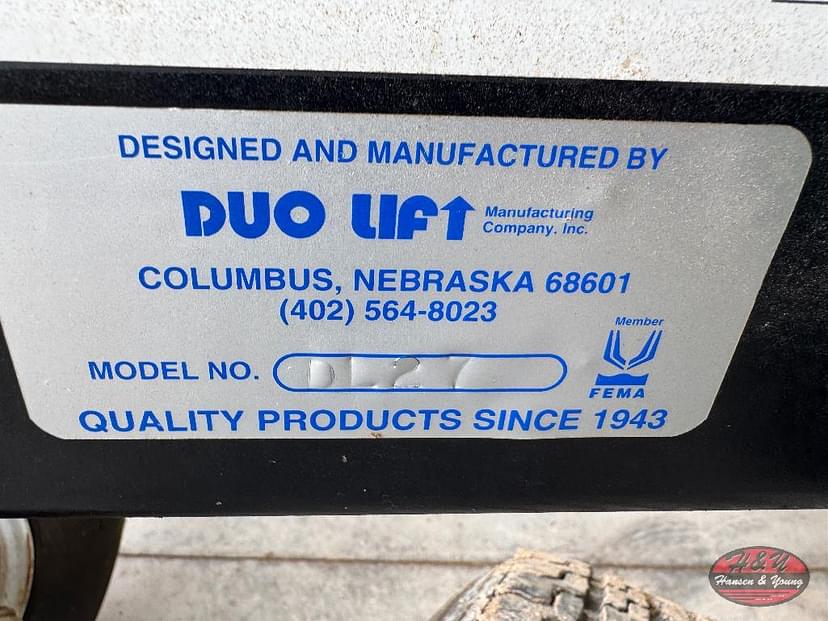 DESIGNED AND MANUFACTURED BY
DUO LIFT Manufacturing Company, Inc.
COLUMBUS, NEBRASKA 68601
(402) 564-8023
Member
MODEL NO. DL27
FEMA
QUALITY PRODUCTS SINCE 1943
H&Y
Hansen & Young